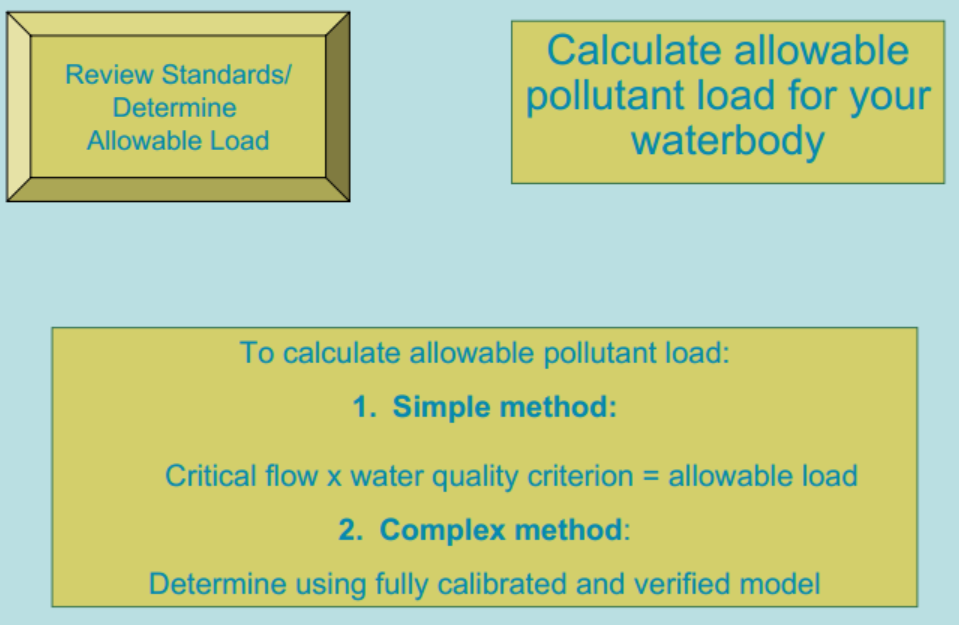 Review Standards/
Determine
Allowable Load
Calculate allowable
pollutant load for your
waterbody
To calculate allowable pollutant load:
1. Simple method:
Critical flow x water quality criterion = allowable load
2. Complex method:
Determine using fully calibrated and verified model